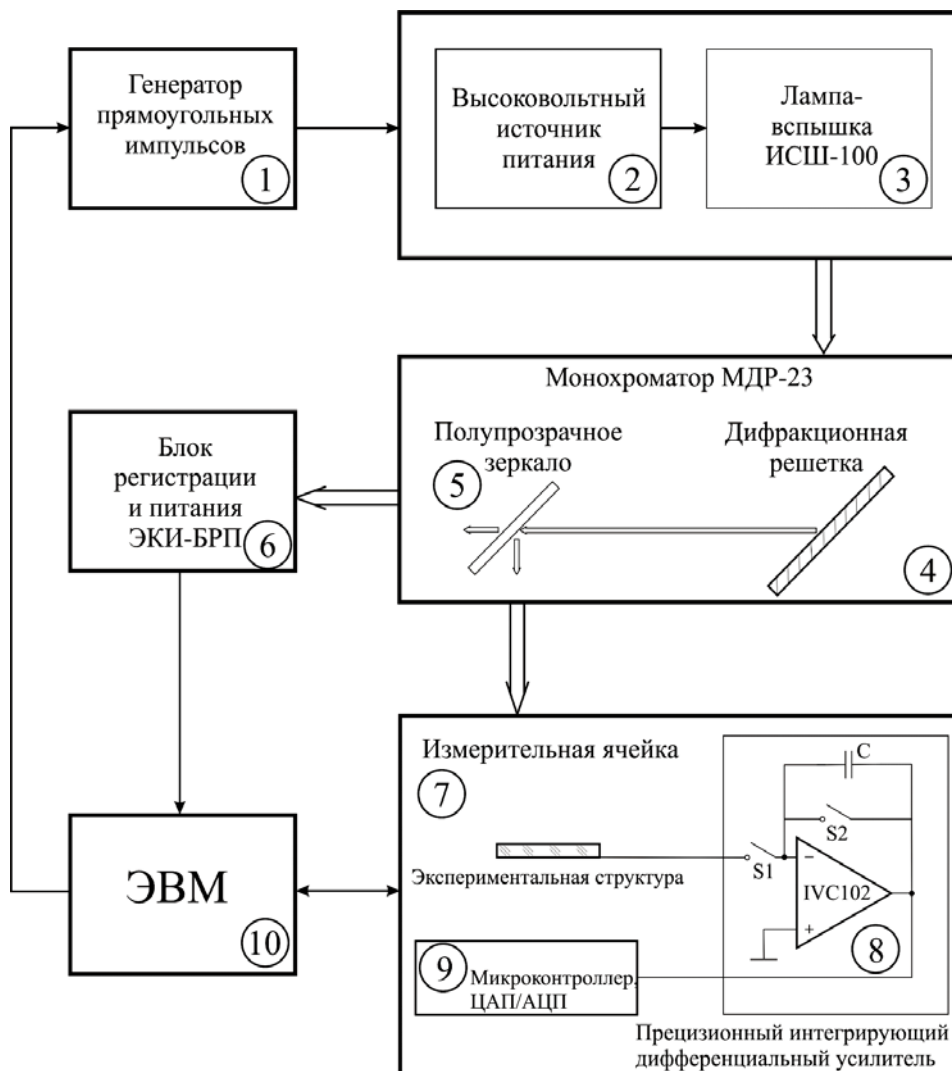 Генератор
прямоугольных
импульсов
1
Высоковольтный
источник
питания
2
Лампа-
вспышка
ИСШ-100
3
Монохроматор МДР-23
Полупрозрачное
зеркало
5
Дифракционная
решетка
4
Блок
регистрации
и питания
ЭКИ-БРП
6
Измерительная ячейка
7
Экспериментальная структура
C
S2
S1
−
IVC102
+
8
9
Микроконтроллер,
ЦАП/АЦП
Прецизионный интегрирующий
дифференциальный усилитель
ЭВМ
10